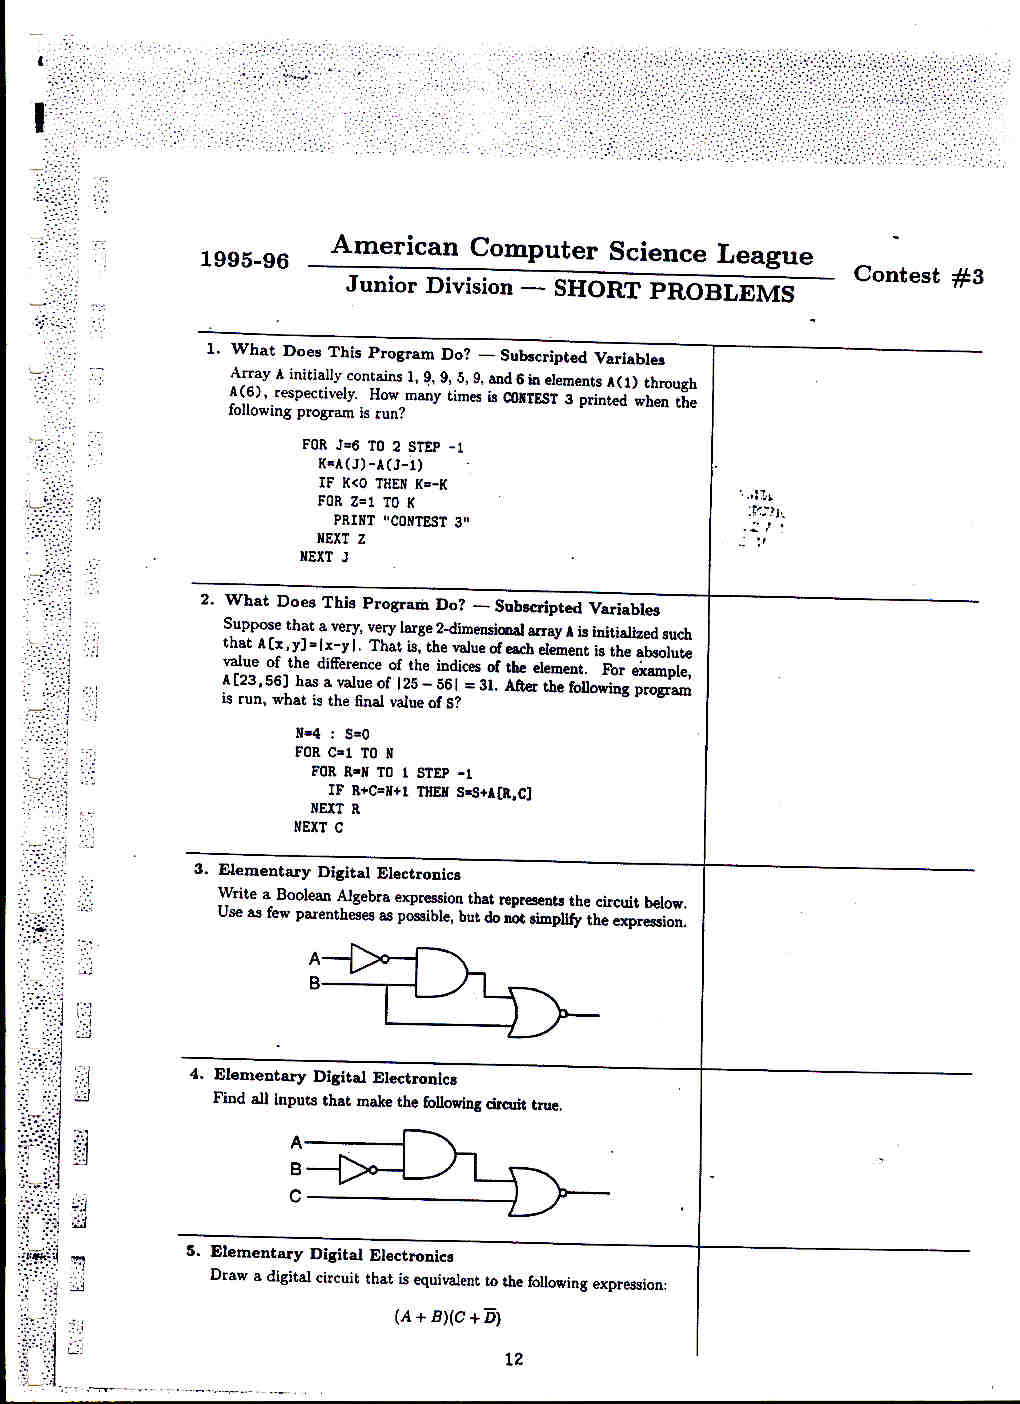 1995-96
American Computer Science League
Contest #3
Junior Division — SHORT PROBLEMS
1. What Does This Program Do? — Subscripted Variables
Array A initially contains 1, 9, 9, 5, 9, and 6 in elements A(1) through
A(6), respectively. How many times is CONTEST 3 printed when the
following program is run?
FOR J=6 TO 2 STEP -1
K=A(J)-A(J-1)
IF K<0 THEN K=-K
FOR Z=1 TO K
PRINT "CONTEST 3"
NEXT Z
NEXT J
2. What Does This Program Do? — Subscripted Variables
Suppose that a very, very large 2-dimensional array A is initialized such
that A[x,y]=|x-y|. That is, the value of each element is the absolute
value of the difference of the indices of the element. For example,
A[23,56] has a value of |25 − 56| = 31. After the following program
is run, what is the final value of S?
N=4 : S=0
FOR C=1 TO N
FOR R=N TO 1 STEP -1
IF R+C=N+1 THEN S=S+A[R,C]
NEXT R
NEXT C
3. Elementary Digital Electronics
Write a Boolean Algebra expression that represents the circuit below.
Use as few parentheses as possible, but do not simplify the expression.
A
B
4. Elementary Digital Electronics
Find all inputs that make the following circuit true.
A
B
C
5. Elementary Digital Electronics
Draw a digital circuit that is equivalent to the following expression:
(A + B)(C + D̅)
12